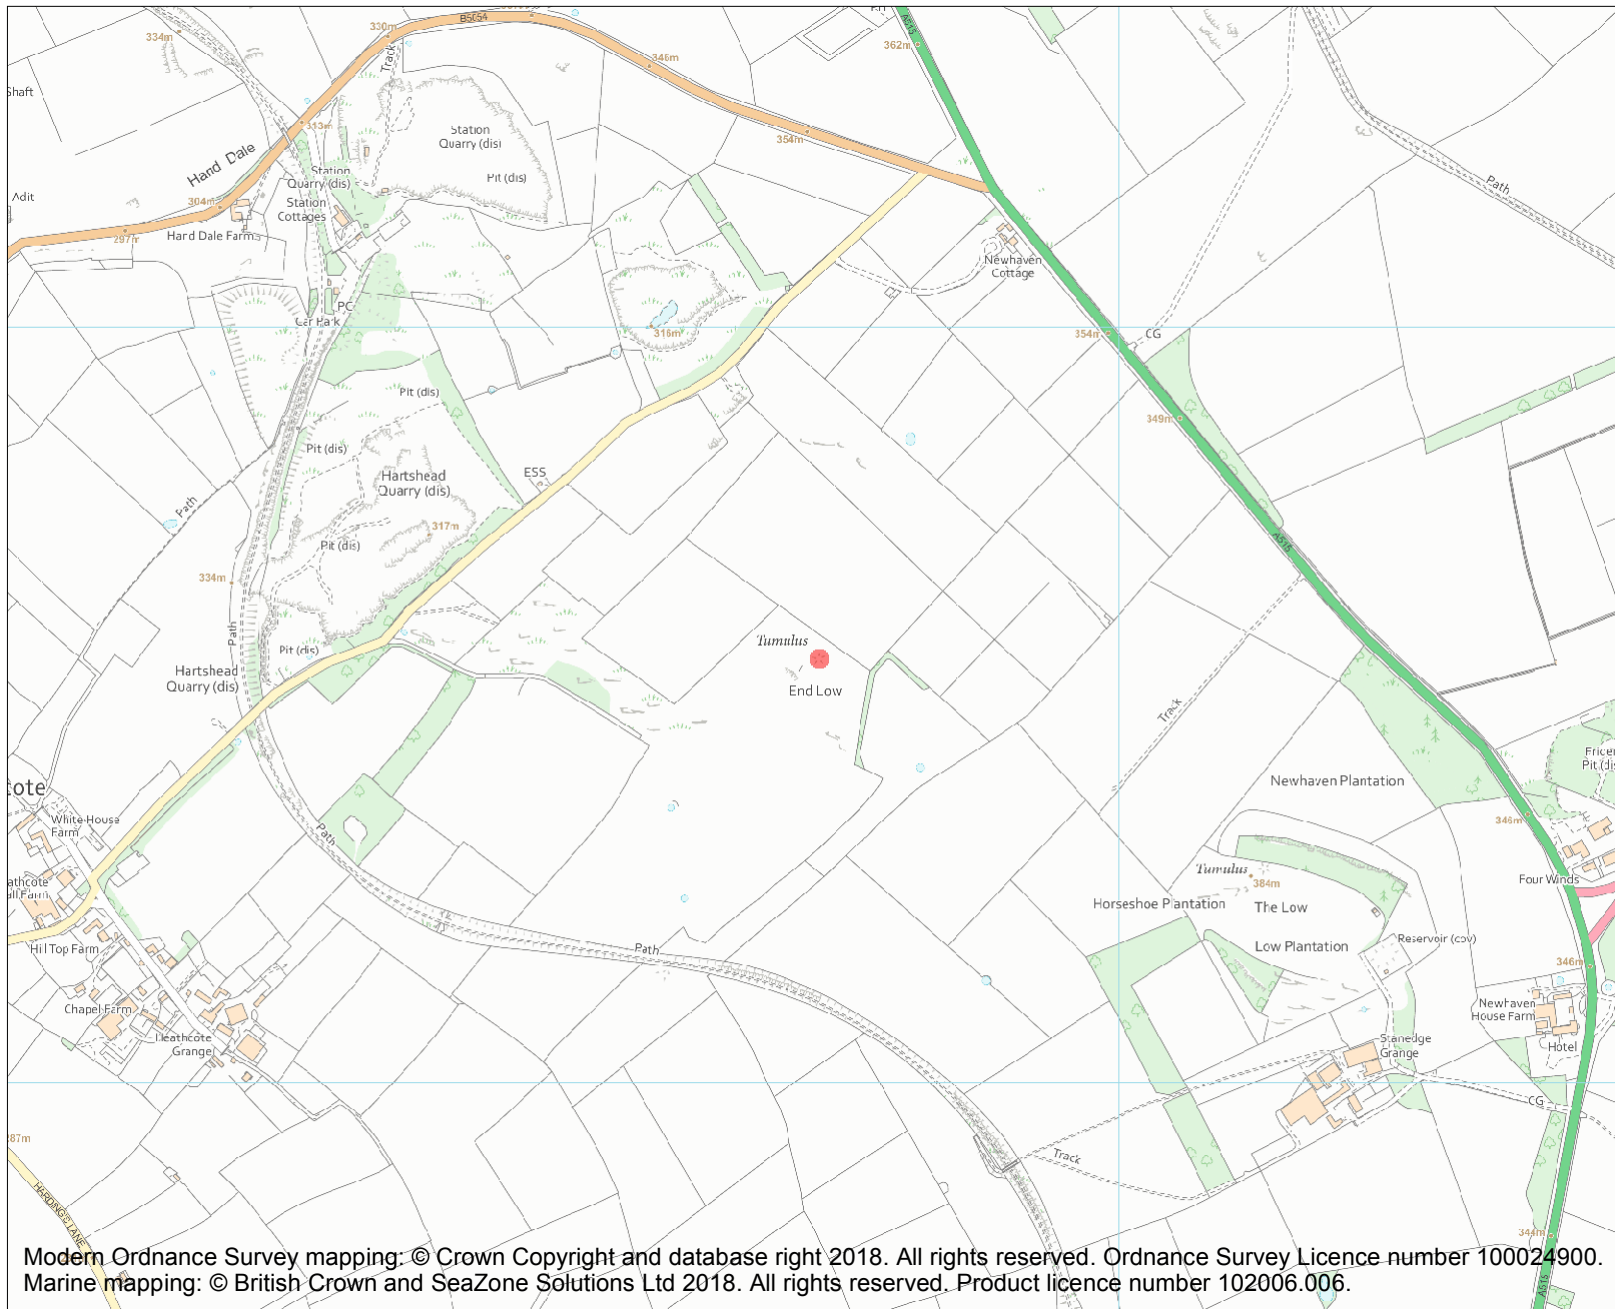 334m
330m
B5054
A515
362m
Track
346m
Shaft
Station
Quarry (dis)
313m
354m
Hand Dale
Pit (dis)
Station
Quarry (dis)
Path
Adit
304m
Station
Cottages
297m
Hard Dale Farm
Newhaven
Cottage
PC
Car Park
316m
354m
CG
Pit (dis)
349m
Pit (dis)
Hartshead
Quarry (dis)
ESS
Path
317m
Pit (dis)
A515
334m
Path
Tumulus
Pit (dis)
Hartshead
Quarry (dis)
End Low
Track
Pit (dis
Newhaven Plantation
cote
White House
Farm
346m
Path
Tumulus
384m
Four Winds
Horseshoe Plantation
The Low
Hill Top Farm
Path
Low Plantation
Reservoir (cov)
346m
Chapel Farm
Newhaven
House Farm
Heathcote
Grange
Stanedge
Grange
Hotel
CG
287m
Track
HARDING'S LANE
344m
A515
Modern Ordnance Survey mapping: © Crown Copyright and database right 2018. All rights reserved. Ordnance Survey Licence number 100024900.
Marine mapping: © British Crown and SeaZone Solutions Ltd 2018. All rights reserved. Product licence number 102006.006.